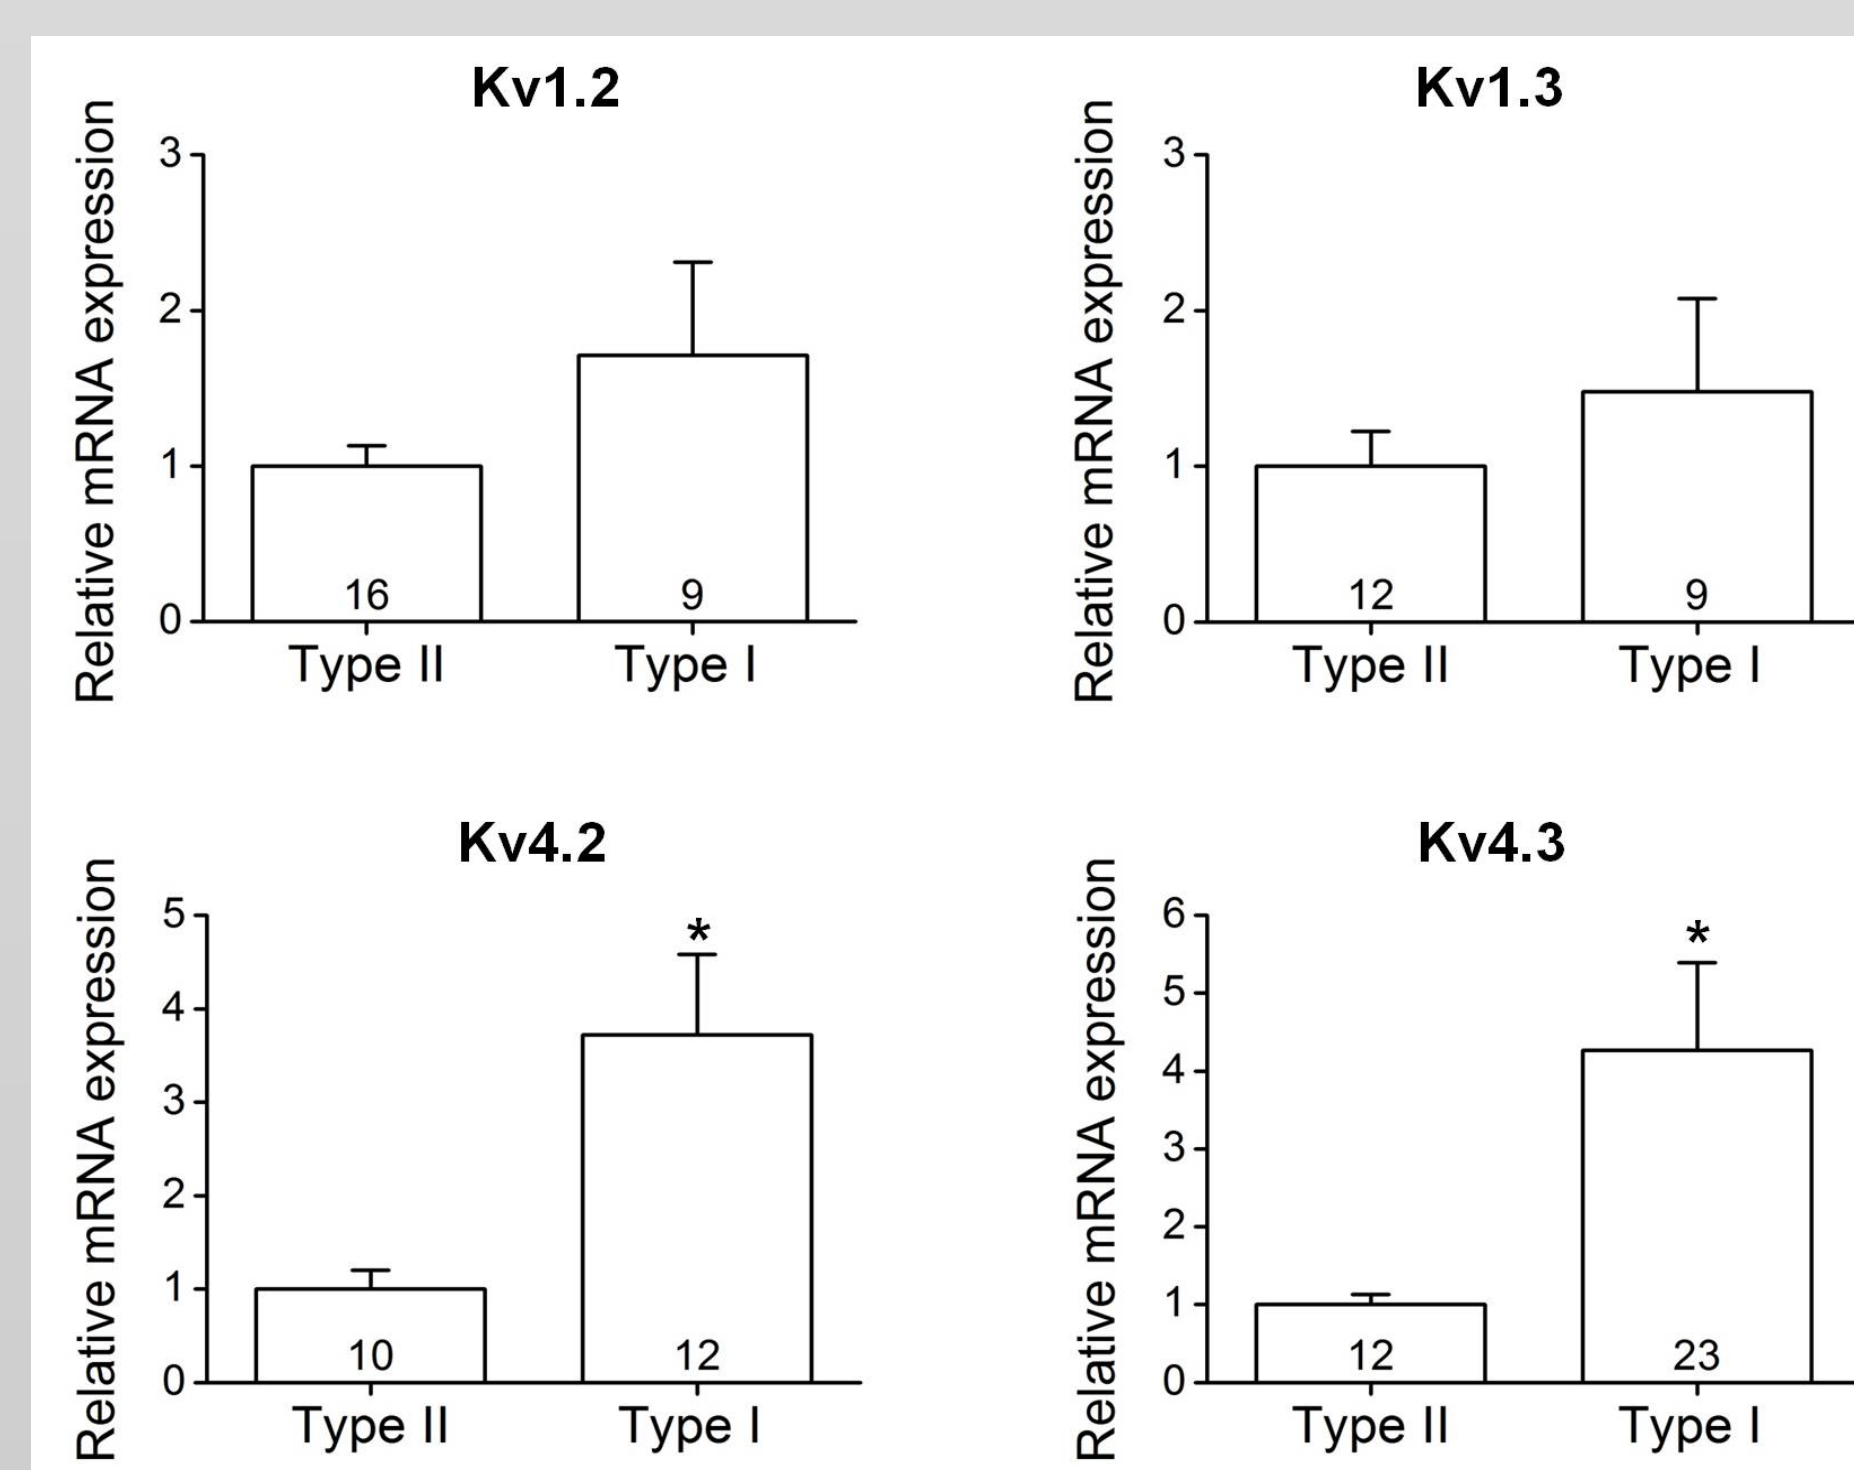 Kv1.2
Relative mRNA expression
3
2
1
0
16
9
Type II
Type I
Kv1.3
Relative mRNA expression
3
2
1
0
12
9
Type II
Type I
Kv4.2
Relative mRNA expression
5
4
3
2
1
0
*
10
12
Type II
Type I
Kv4.3
Relative mRNA expression
6
5
4
3
2
1
0
*
12
23
Type II
Type I